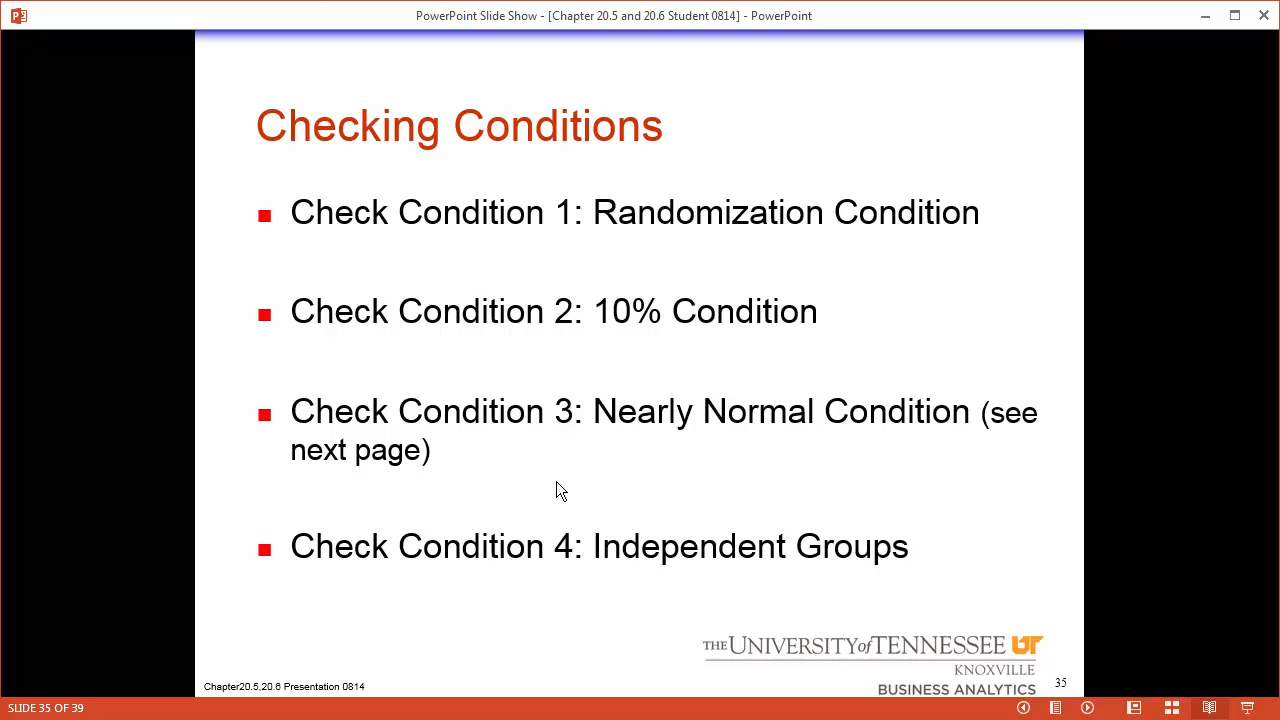 PowerPoint Slide Show - [Chapter 20.5 and 20.6 Student 0814] - PowerPoint
Checking Conditions
Check Condition 1: Randomization Condition
Check Condition 2: 10% Condition
Check Condition 3: Nearly Normal Condition (see
next page)
Check Condition 4: Independent Groups
THE UNIVERSITY of TENNESSEE UT
KNOXVILLE
BUSINESS ANALYTICS
Chapter20.5,20.6 Presentation 0814
35
SLIDE 35 OF 39